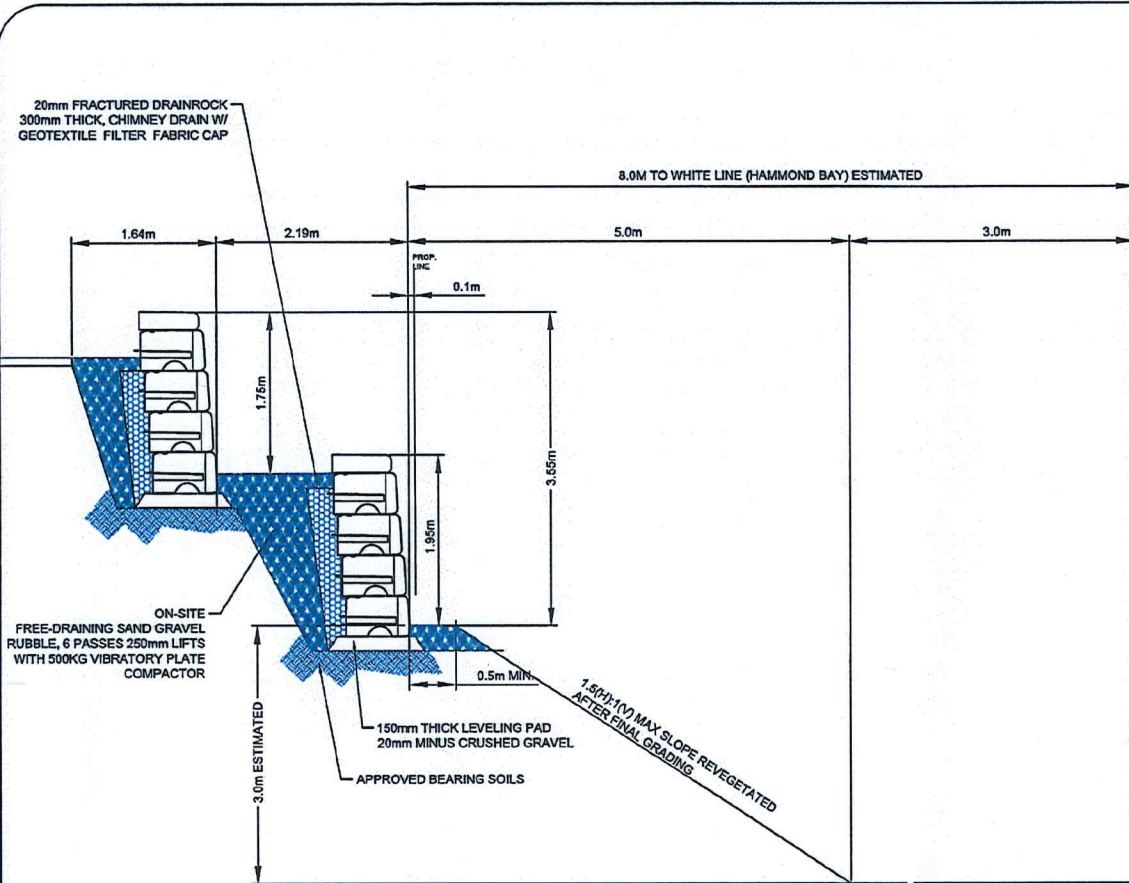 20mm FRACTURED DRAINROCK
300mm THICK, CHIMNEY DRAIN W/
GEOTEXTILE FILTER FABRIC CAP
8.0M TO WHITE LINE (HAMMOND BAY) ESTIMATED
1.64m
2.19m
5.0m
3.0m
PROP.
LINE
0.1m
1.75m
3.55m
1.95m
ON-SITE
FREE-DRAINING SAND GRAVEL
RUBBLE, 6 PASSES 250mm LIFTS
WITH 500KG VIBRATORY PLATE
COMPACTOR
0.5m MIN.
1.5(H):1(V) MAX SLOPE REVEGETATED
AFTER FINAL GRADING
150mm THICK LEVELING PAD
20mm MINUS CRUSHED GRAVEL
3.0m ESTIMATED
APPROVED BEARING SOILS